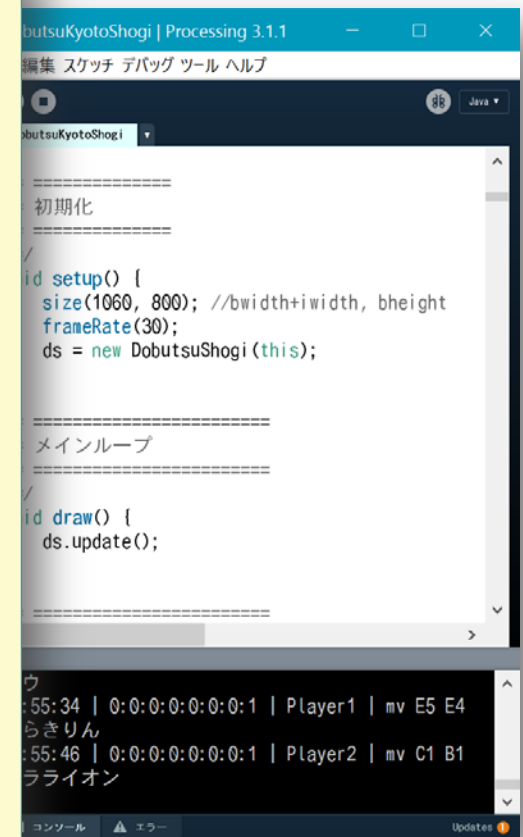 obutsuKyotoShogi | Processing 3.1.1
編集 スケッチ デバッグ ツール ヘルプ
Java ▼
obutsuKyotoShogi ▼
==============
初期化
==============
/
id setup() {
size(1060, 800); //bwidth+iwidth, bheight
frameRate(30);
ds = new DobutsuShogi(this);
========================
メインループ
========================
/
id draw() {
ds.update();
========================
ウ
:55:34 | 0:0:0:0:0:0:0:1 | Player1 | mv E5 E4
らきりん
:55:46 | 0:0:0:0:0:0:0:1 | Player2 | mv C1 B1
ラライオン
コンソール エラー Updates